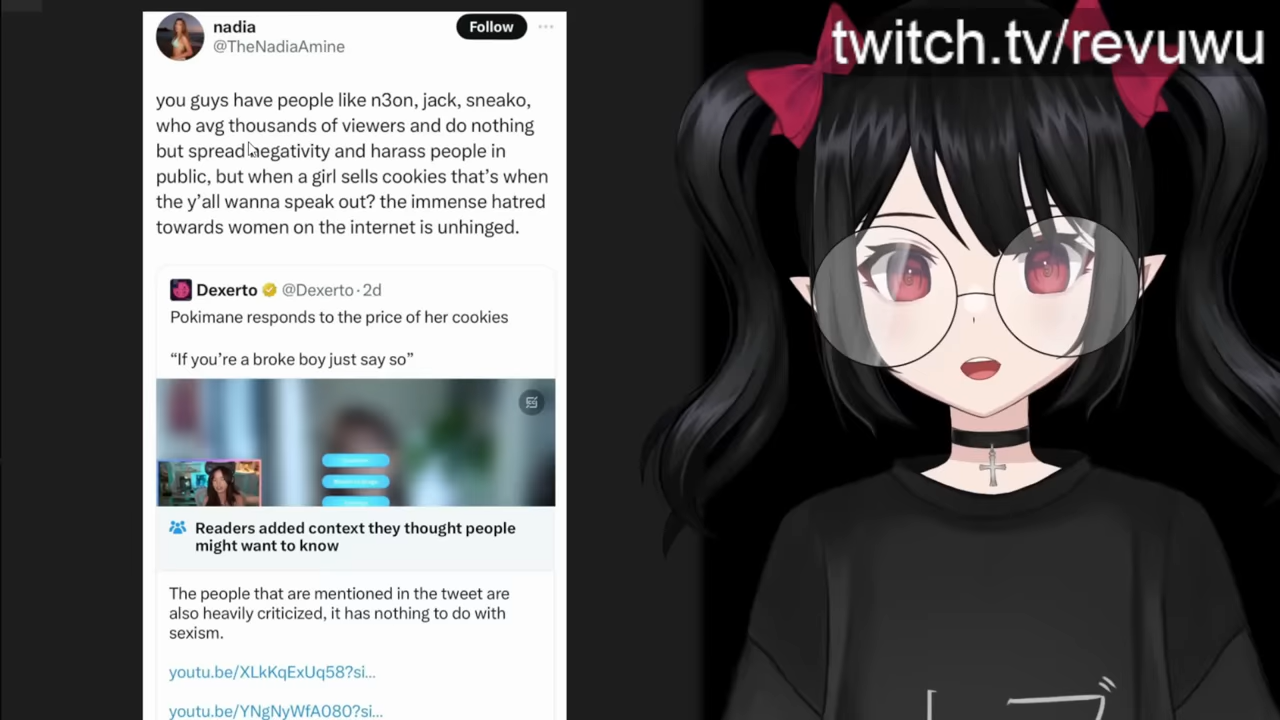 twitch.tv/revuwu
nadia
@TheNadiaAmine
Follow
you guys have people like n3on, jack, sneako,
who avg thousands of viewers and do nothing
but spread negativity and harass people in
public, but when a girl sells cookies that’s when
the y’all wanna speak out? the immense hatred
towards women on the internet is unhinged.
Dexerto @Dexerto · 2d
Pokimane responds to the price of her cookies
“If you’re a broke boy just say so”
Readers added context they thought people
might want to know
The people that are mentioned in the tweet are
also heavily criticized, it has nothing to do with
sexism.
youtu.be/XLkKqExUq58?si...
youtu.be/YNgNyWfA080?si...